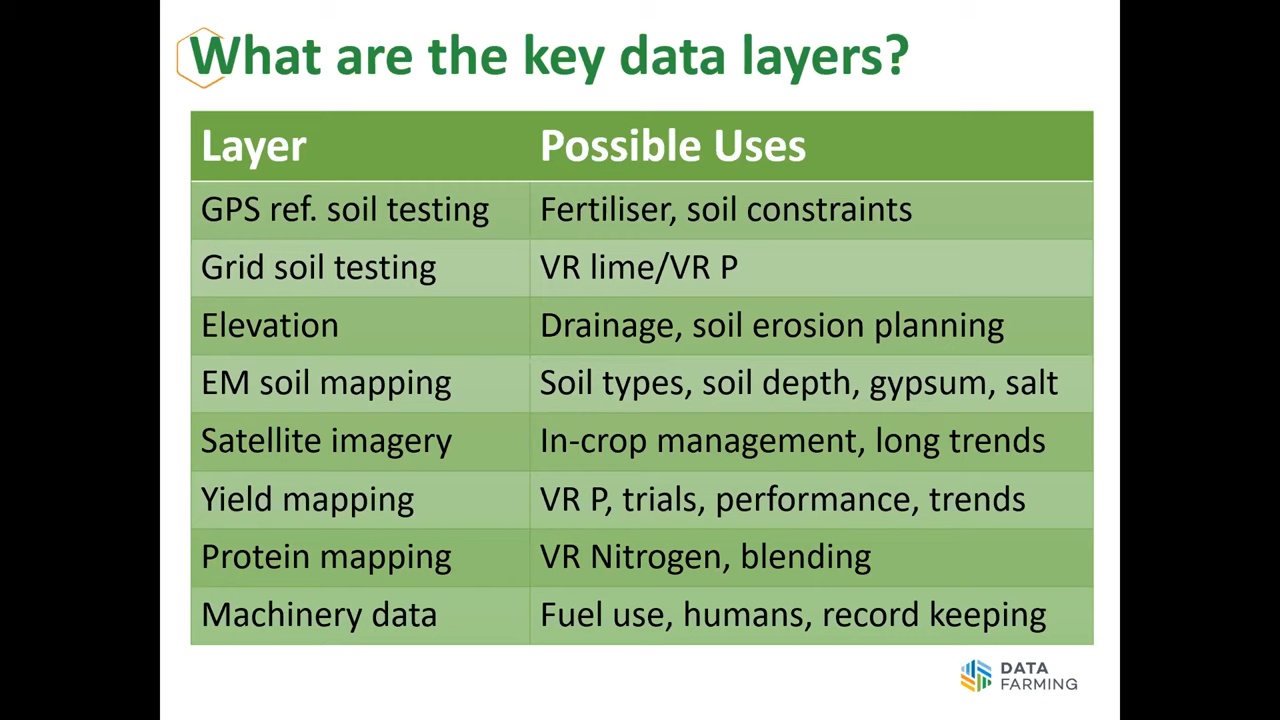 What are the key data layers?
Layer Possible Uses
GPS ref. soil testing Fertiliser, soil constraints
Grid soil testing VR lime/VR P
Elevation Drainage, soil erosion planning
EM soil mapping Soil types, soil depth, gypsum, salt
Satellite imagery In-crop management, long trends
Yield mapping VR P, trials, performance, trends
Protein mapping VR Nitrogen, blending
Machinery data Fuel use, humans, record keeping
DATA
FARMING